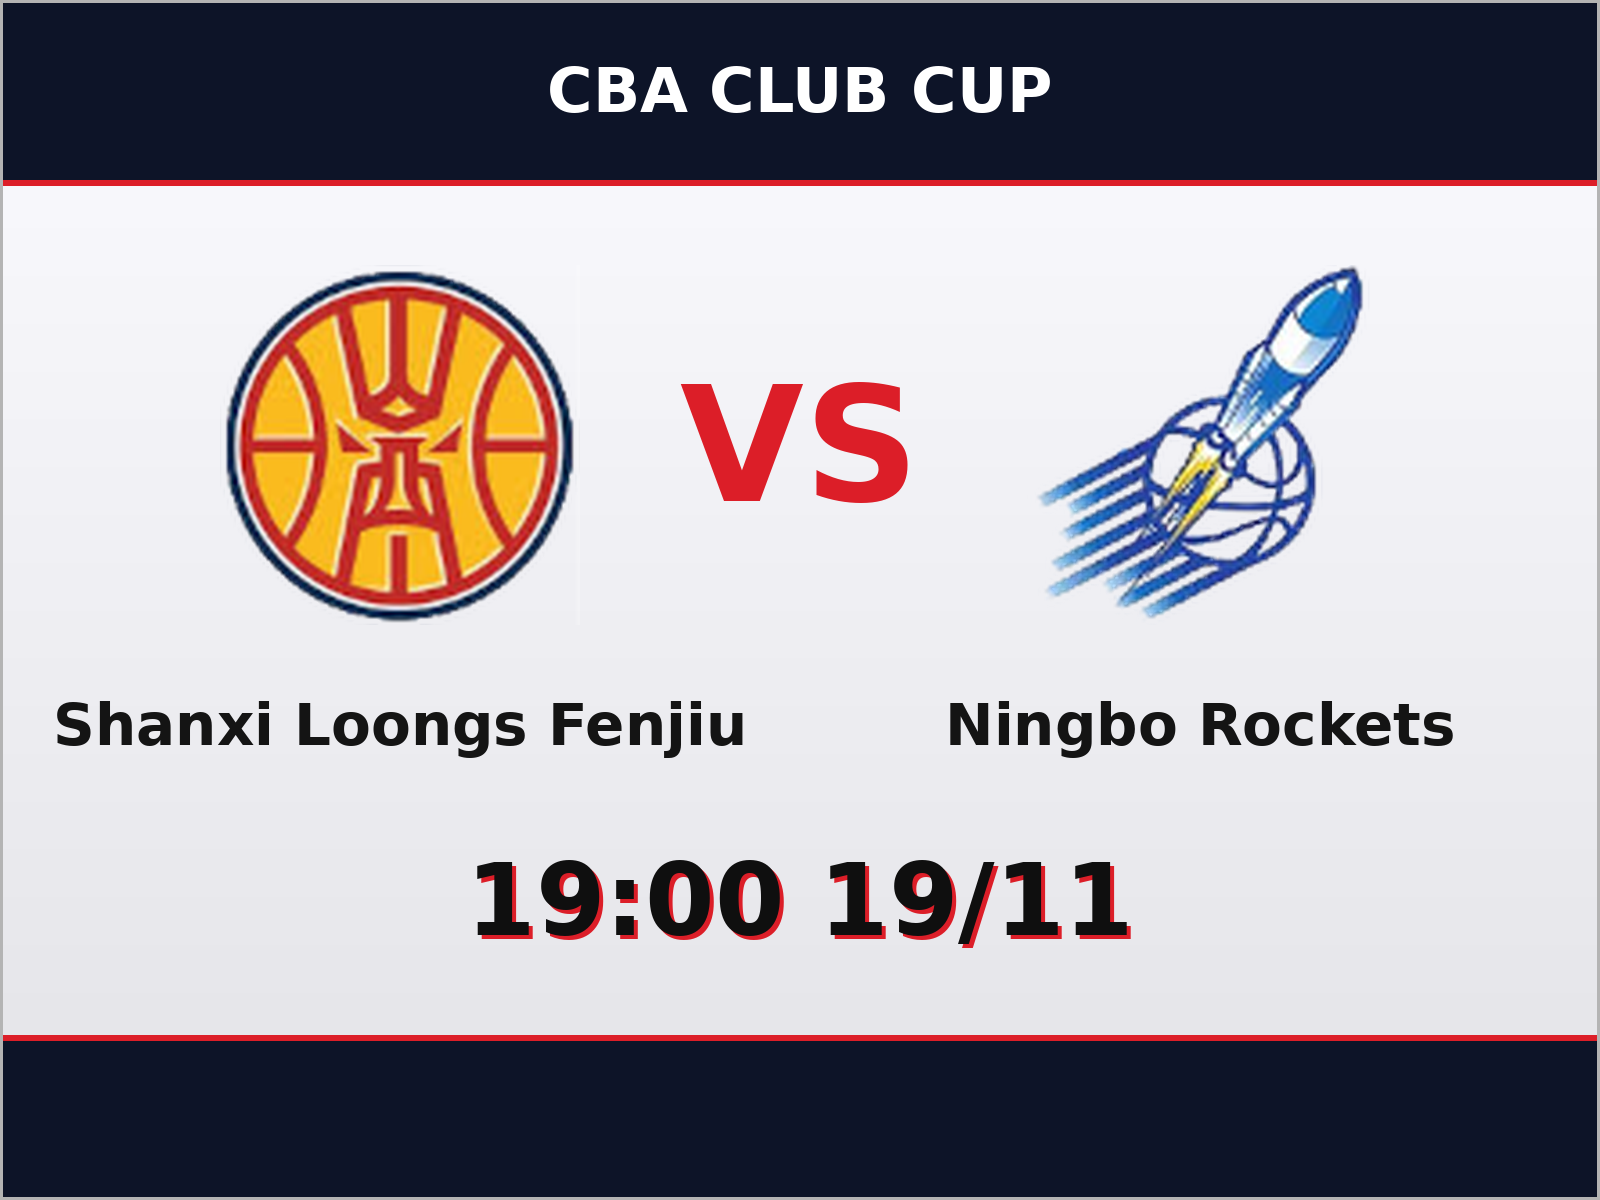 CBA CLUB CUP
VS
Shanxi Loongs Fenjiu
Ningbo Rockets
19:00 19/11